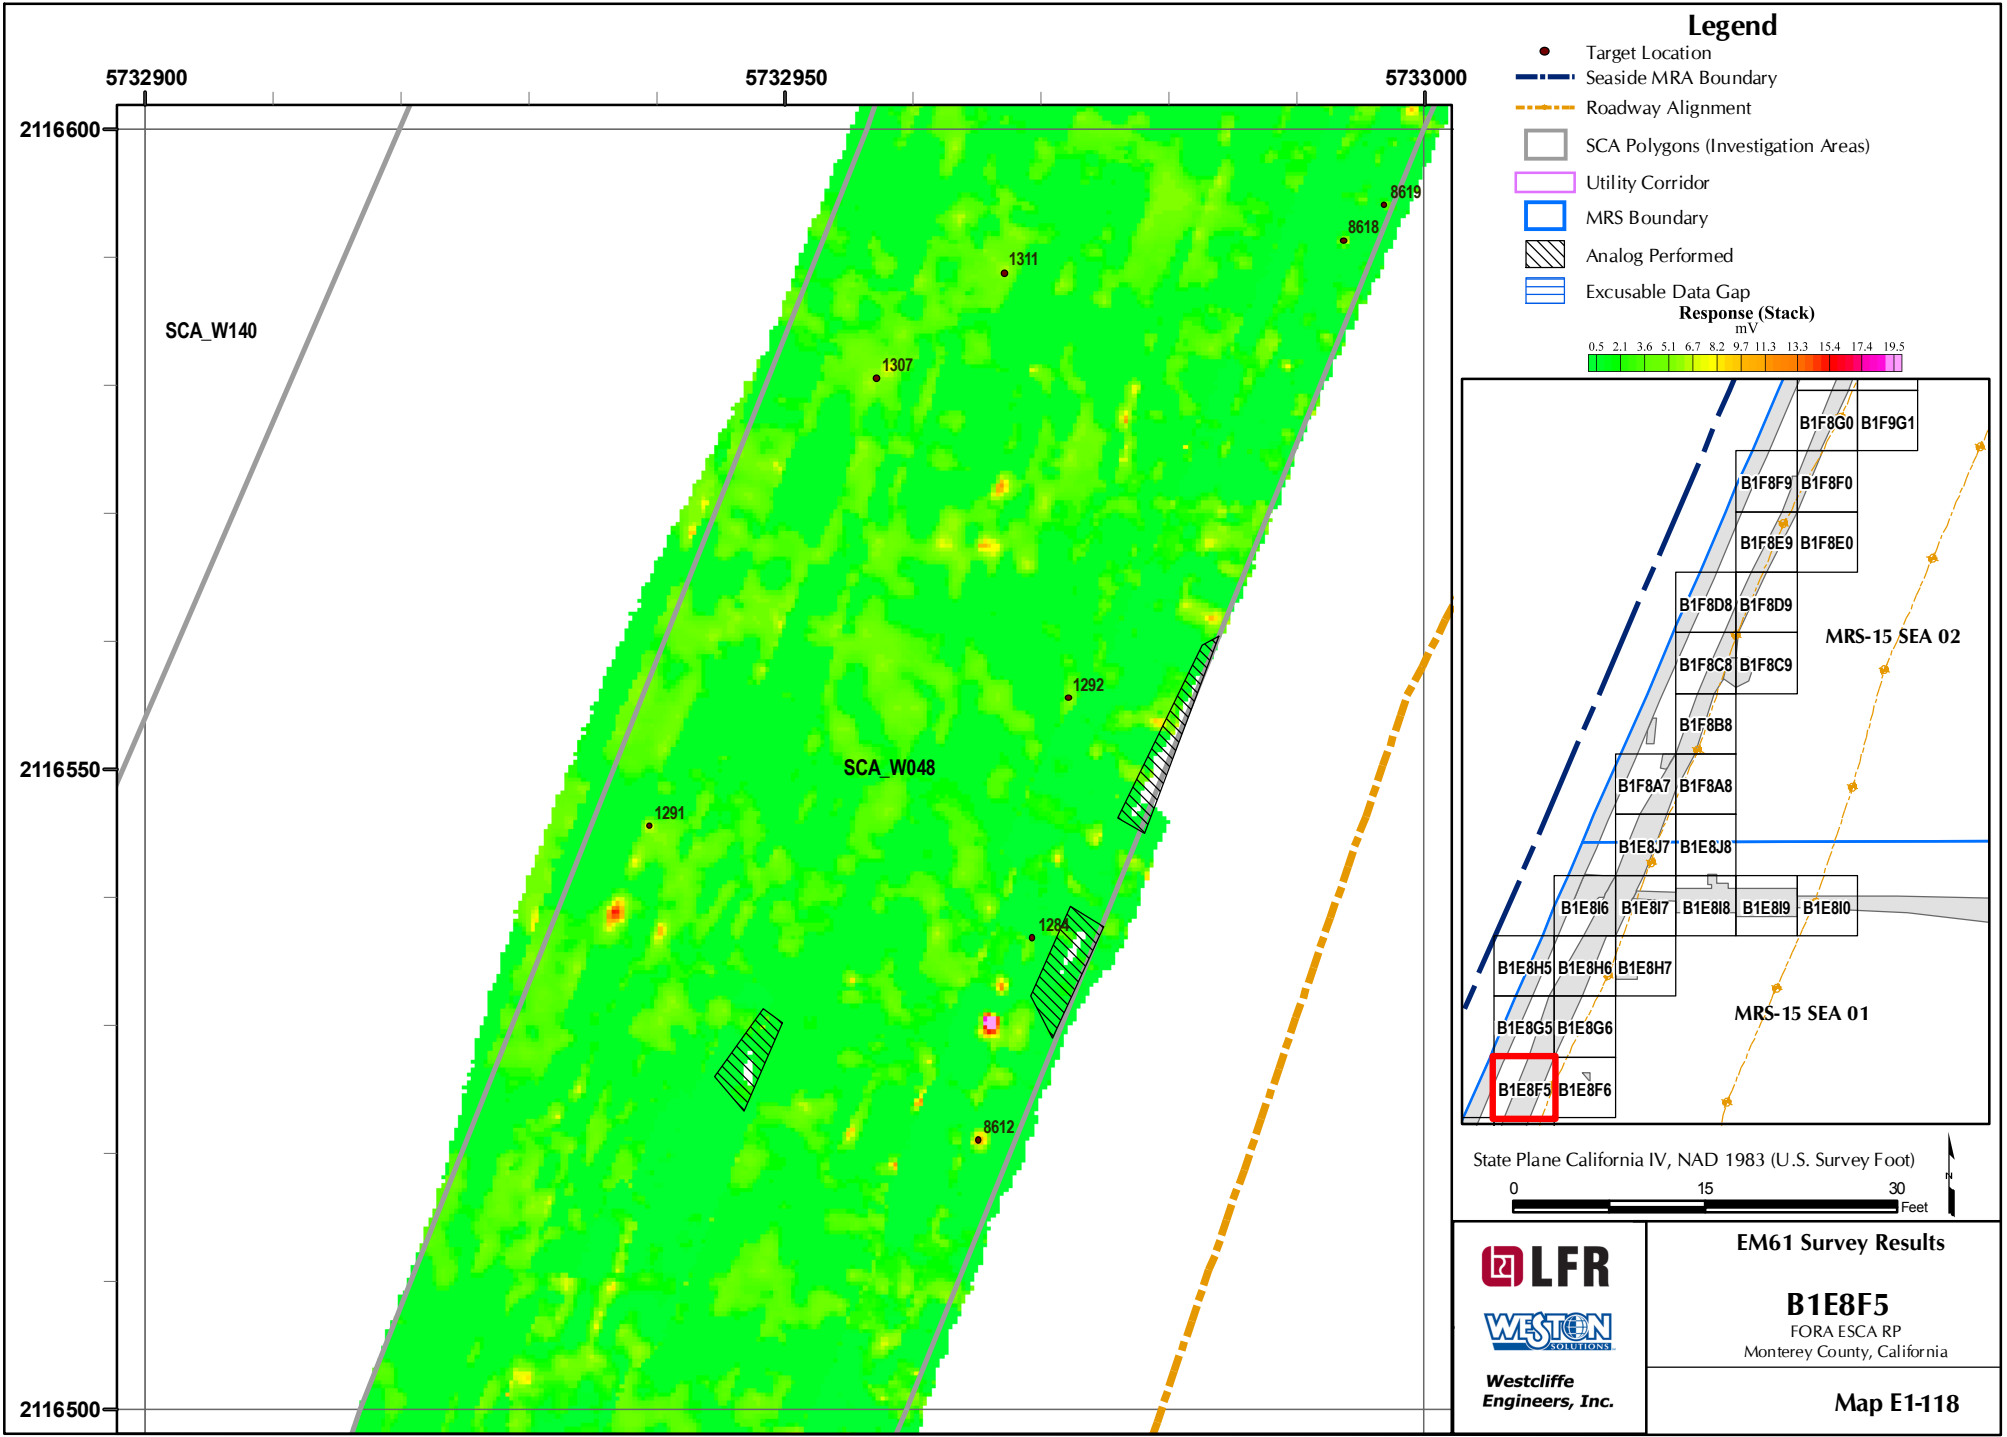 Legend
Target Location
Seaside MRA Boundary
Roadway Alignment
SCA Polygons (Investigation Areas)
Utility Corridor
MRS Boundary
Analog Performed
Excusable Data Gap
Response (Stack)
mV
0.5 2.1 3.6 5.1 6.7 8.2 9.7 11.3 13.3 15.4 17.4 19.5
5732900 5732950 5733000
2116600
2116550
2116500
8619
8618
1311
SCA_W140
1307
1292
SCA_W048
1291
1284
8612
B1F8G0 B1F9G1
B1F8F9 B1F8F0
B1F8E9 B1F8E0
B1F8D8 B1F8D9
MRS-15 SEA 02
B1F8C8 B1F8C9
B1F8B8
B1F8A7 B1F8A8
B1E8J7 B1E8J8
B1E8I6 B1E8I7 B1E8I8 B1E8I9 B1E8I0
B1E8H5 B1E8H6 B1E8H7
MRS-15 SEA 01
B1E8G5 B1E8G6
B1E8F5 B1E8F6
State Plane California IV, NAD 1983 (U.S. Survey Foot)
N
0 15 30
Feet
LFR
WESTON
SOLUTIONS
Westcliffe
Engineers, Inc.
EM61 Survey Results
B1E8F5
FORA ESCA RP
Monterey County, California
Map E1-118